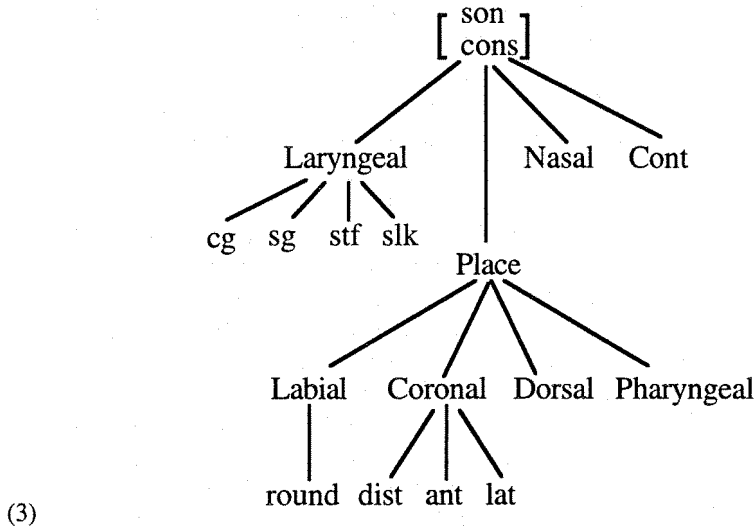 [ son
cons ]
Laryngeal Nasal Cont
cg sg stf slk
Place
Labial Coronal Dorsal Pharyngeal
round dist ant lat
(3)